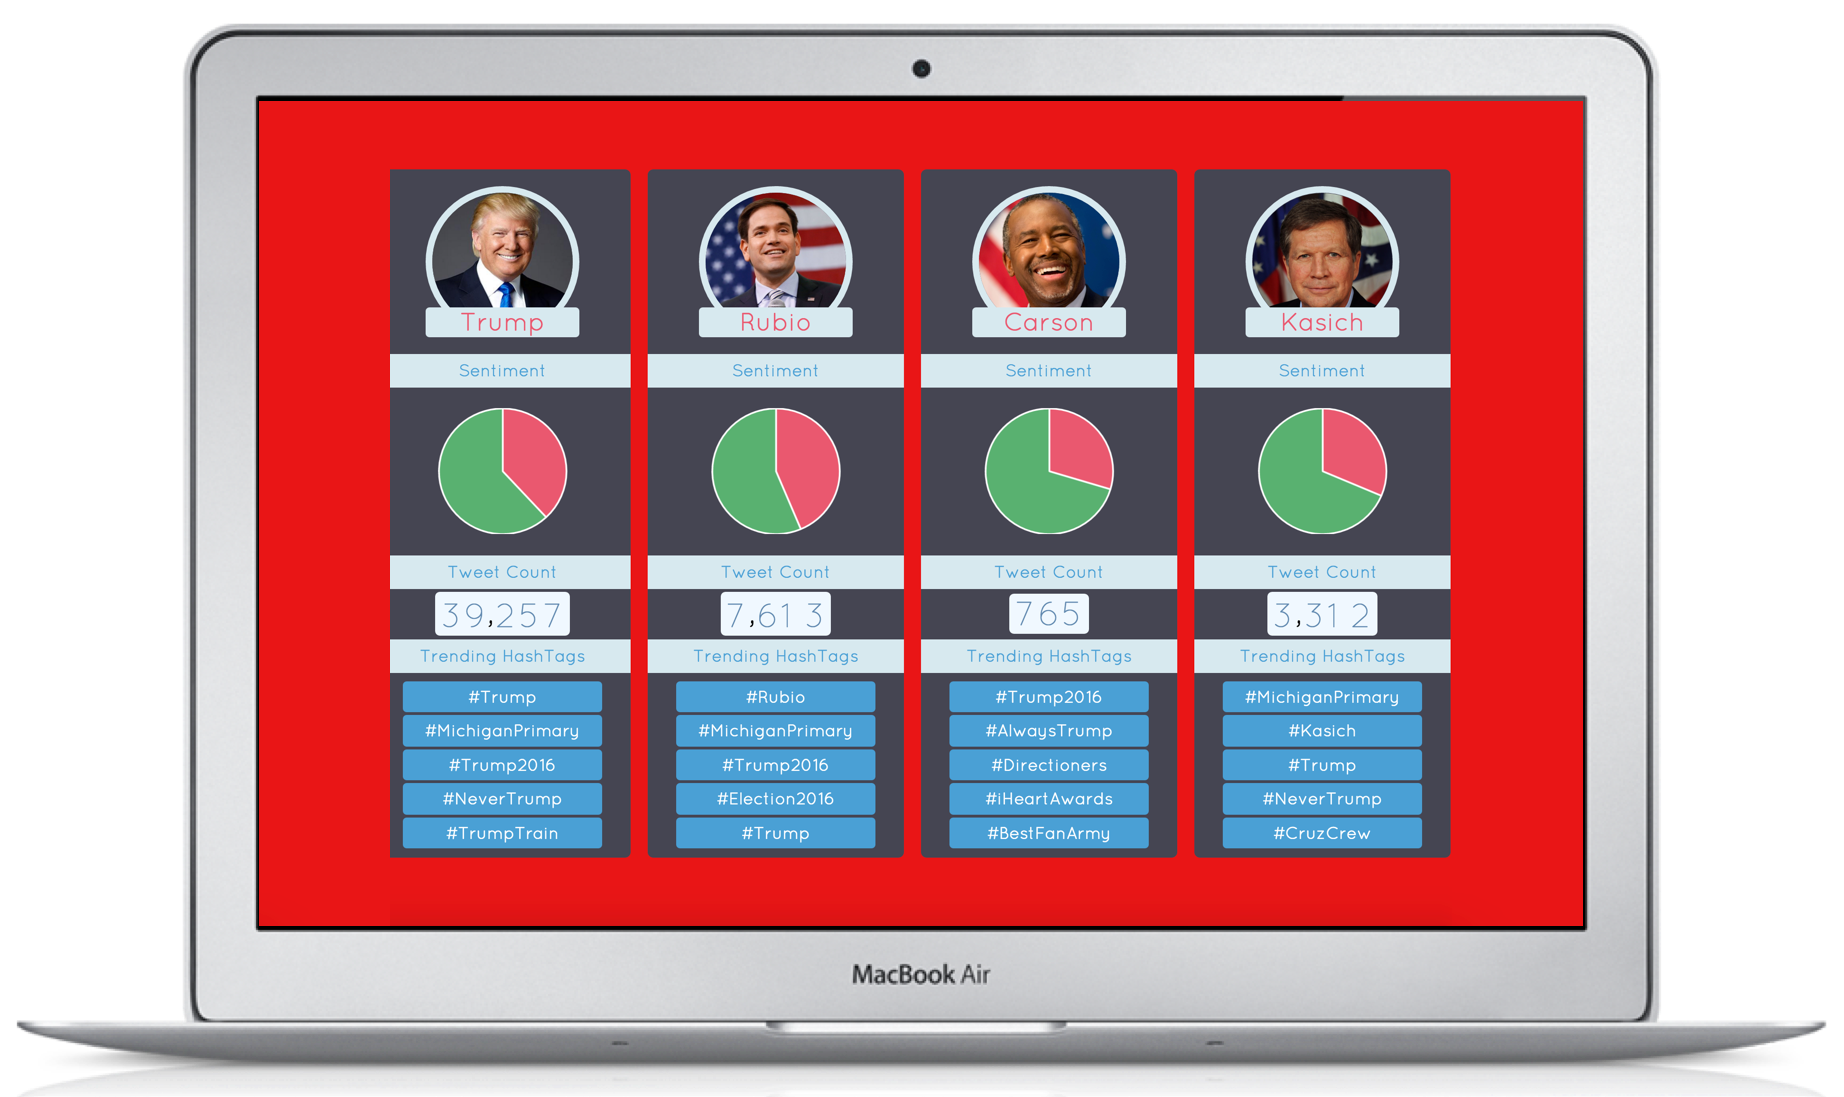 Trump
Rubio
Carson
Kasich
Sentiment
Sentiment
Sentiment
Sentiment
Tweet Count
Tweet Count
Tweet Count
Tweet Count
39,257
7,613
765
3,312
Trending HashTags
Trending HashTags
Trending HashTags
Trending HashTags
#Trump
#Rubio
#Trump2016
#MichiganPrimary
#MichiganPrimary
#MichiganPrimary
#AlwaysTrump
#Kasich
#Trump2016
#Trump2016
#Directioners
#Trump
#NeverTrump
#Election2016
#iHeartAwards
#NeverTrump
#TrumpTrain
#Trump
#BestFanArmy
#CruzCrew
MacBook Air